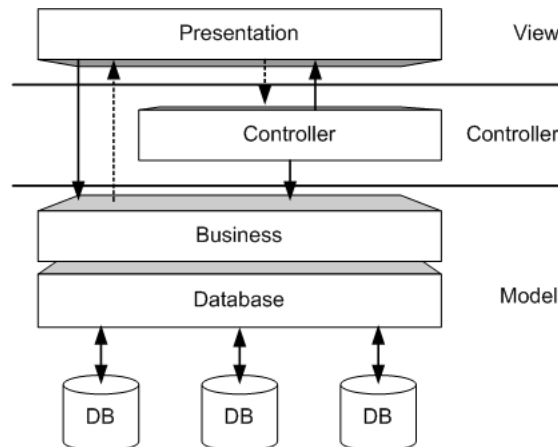 Presentation
View
Controller
Controller
Business
Database
Model
DB
DB
DB